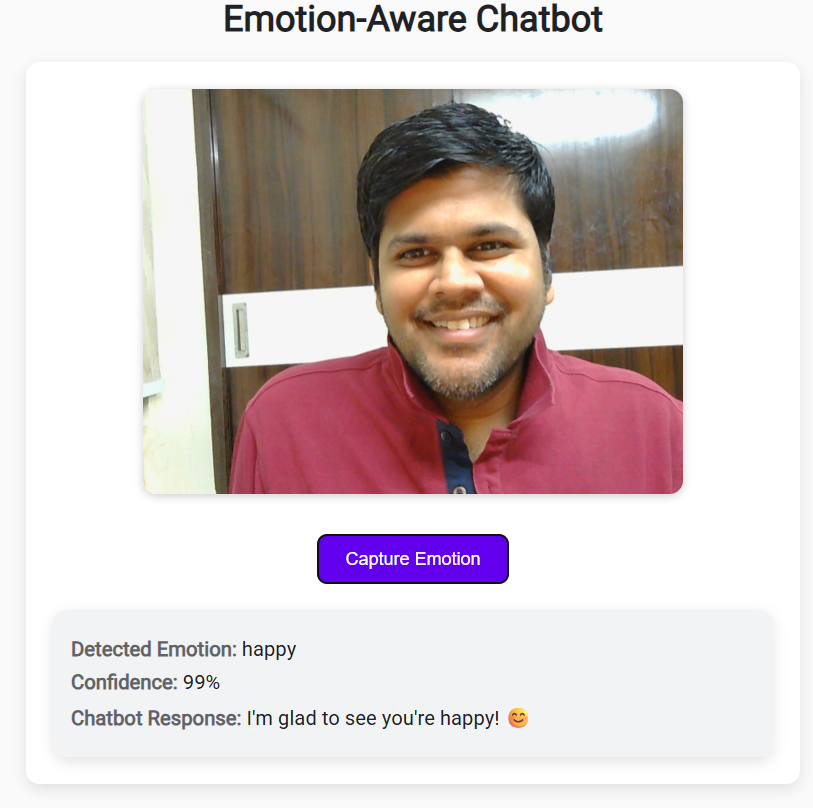 Emotion-Aware Chatbot
Capture Emotion
Detected Emotion: happy
Confidence: 99%
Chatbot Response: I'm glad to see you're happy! 😊